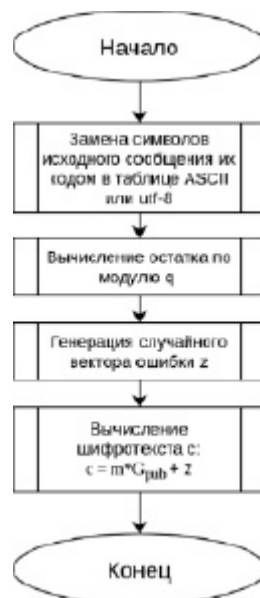 Начало
Замена символов
исходного сообщения их
кодом в таблице ASCII
или utf-8
Вычисление остатка по
модулю q
Генерация случайного
вектора ошибки z
Вычисление
шифротекста c:
c = m*G_pub + z
Конец